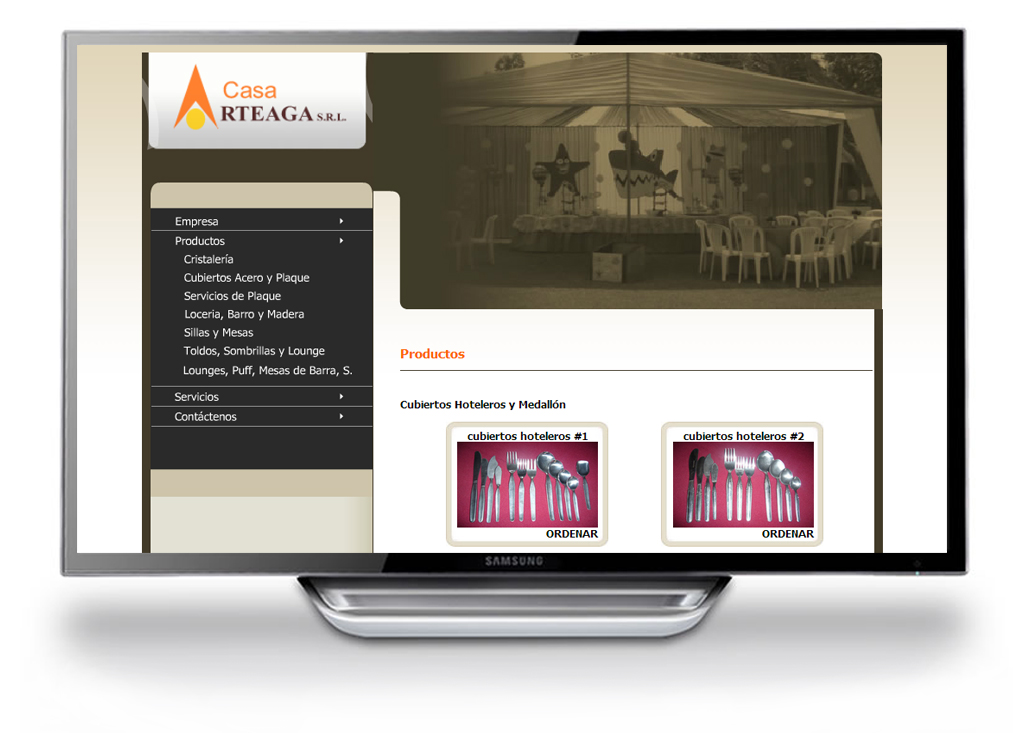 Casa
RTEAGA S.R.L.
Empresa
Productos
Cristalería
Cubiertos Acero y Plaque
Servicios de Plaque
Loceria, Barro y Madera
Sillas y Mesas
Toldos, Sombrillas y Lounge
Lounges, Puff, Mesas de Barra, S.
Servicios
Contáctenos
Productos
Cubiertos Hoteleros y Medallón
cubiertos hoteleros #1
ORDENAR
cubiertos hoteleros #2
ORDENAR
SAMSUNG